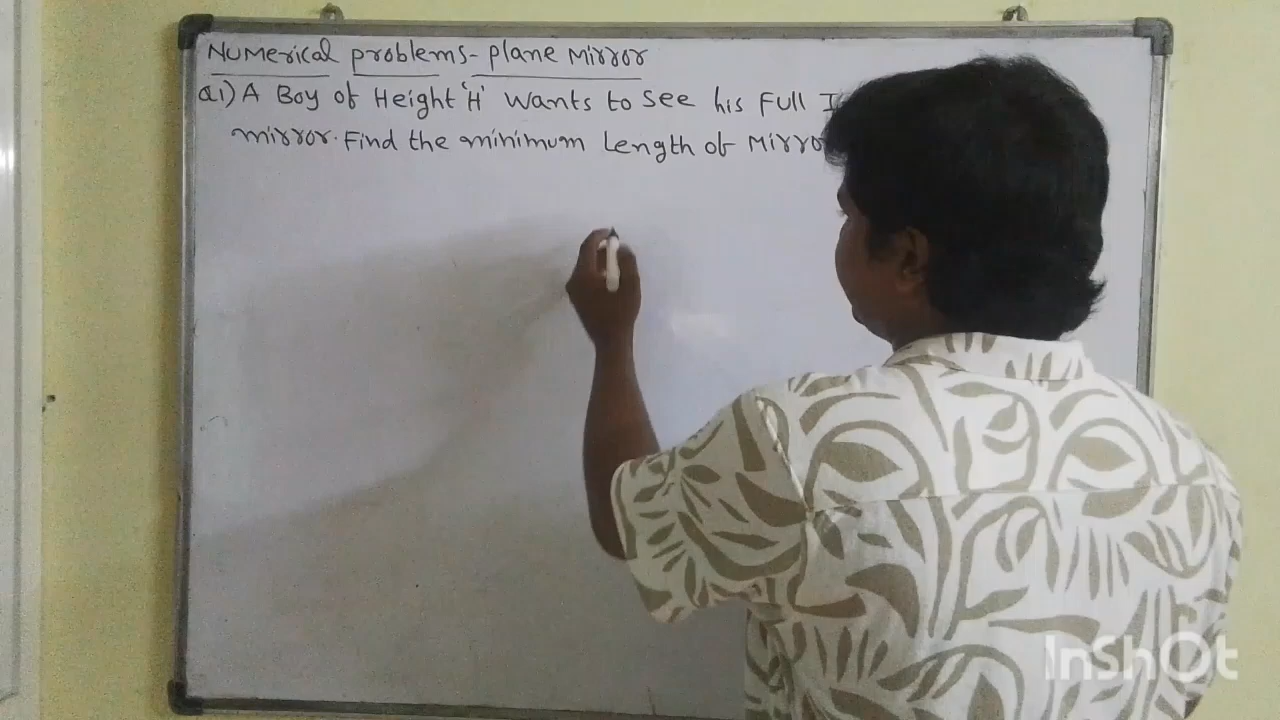 Numerical problems - plane Mirror
Q1) A Boy of Height 'H' wants to see his Full
mirror. Find the minimum Length of
InShOt